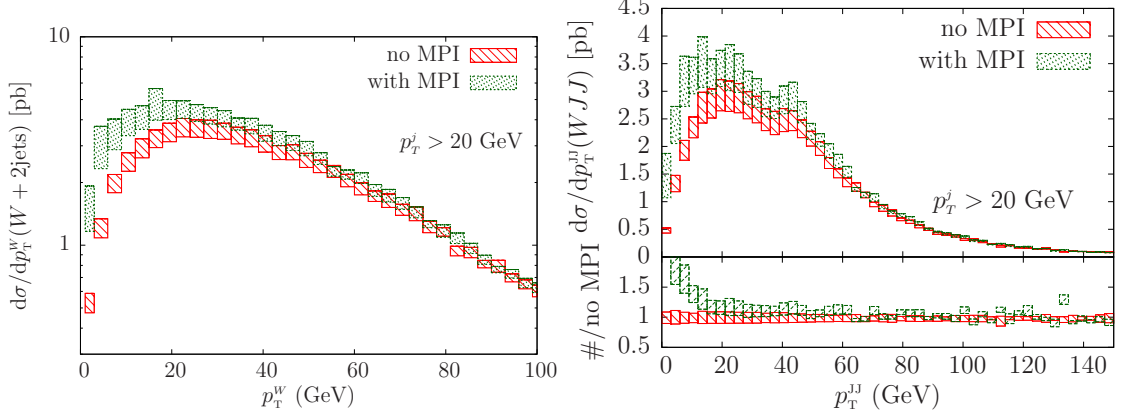 10
1
dσ/dp_T^W(W + 2jets) [pb]
no MPI
with MPI
p_T^j > 20 GeV
0 20 40 60 80 100
p_T^W (GeV)
4.5
4
3.5
3
2.5
2
1.5
1
0.5
0
dσ/dp_T^JJ(WJJ) [pb]
no MPI
with MPI
p_T^j > 20 GeV
#/no MPI
1.5
1
0.5
0 20 40 60 80 100 120 140
p_T^JJ (GeV)